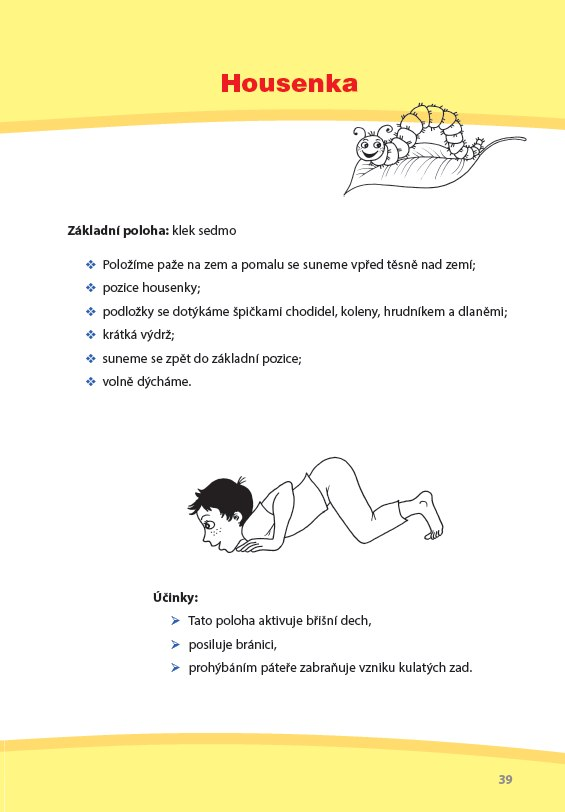 Housenka
Základní poloha: klek sedmo
❖ Položíme paže na zem a pomalu se suneme vpřed těsně nad zemí;
❖ pozice housenky;
❖ podložky se dotýkáme špičkami chodidel, koleny, hrudníkem a dlaněmi;
❖ krátká výdrž;
❖ suneme se zpět do základní pozice;
❖ volně dýcháme.
Účinky:
➢ Tato poloha aktivuje břišní dech,
➢ posiluje bránici,
➢ prohýbáním páteře zabraňuje vzniku kulatých zad.
39